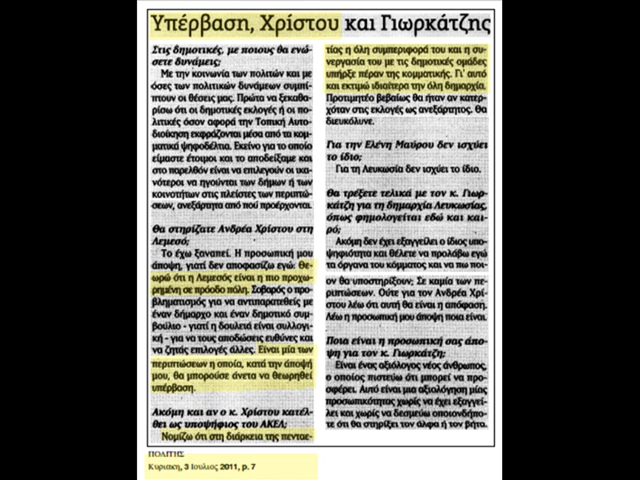 Υπέρβαση, Χρίστου και Γιωρκάτζης
Στις δημοτικές, με ποιους θα ενώ-
σετε δυνάμεις;
Με την κοινωνία των πολιτών και με
όσες των πολιτικών δυνάμεων συμπί-
πτουν οι θέσεις μας. Πρώτα να ξεκαθα-
ρίσω ότι οι δημοτικές εκλογές ή οι πο-
λιτικές όσον αφορά την Τοπική Αυτο-
διοίκηση εκφράζονται μέσα από τα κομ-
ματικά ψηφοδέλτια. Εκείνο για το οποίο
είμαστε έτοιμοι και το αποδείξαμε και
στο παρελθόν είναι να επιλεγούν οι ικα-
νότεροι να ηγούνται των δήμων ή των
κοινοτήτων στις πλείστες των περιπτώ-
σεων, ανεξάρτητα από πού προέρχονται.
Θα στηρίζατε Ανδρέα Χρίστου στη
Λεμεσό;
Το έχω ξαναπεί. Η προσωπική μου
άποψη, γιατί δεν αποφασίζω εγώ: Θε-
ωρώ ότι η Λεμεσός είναι η πιο προχω-
ρημένη σε πρόοδο πόλη. Σοβαρός ο προ-
βληματισμός για να αντιπαρατεθείς με
έναν δήμαρχο και έναν δημοτικό συμ-
βούλιο - γιατί η δουλειά είναι συλλογι-
κή - για να τους αποδώσεις ευθύνες και
να ζητάς επιλογές άλλες. Είναι μία των
περιπτώσεων η οποία, κατά την άποψή
μου, θα μπορούσε άνετα να θεωρηθεί
υπέρβαση.
Ακόμη και αν ο κ. Χρίστου κατέλ-
θει ως υποψήφιος του ΑΚΕΛ;
Νομίζω ότι στη διάρκεια της πενταε-
τίας η όλη συμπεριφορά του και η συ-
νεργασία του με τις δημοτικές ομάδες
υπήρξε πέραν της κομματικής. Γι' αυτό
και εκτιμώ ιδιαίτερα την όλη δημαρχία.
Προτιμητέο βεβαίως θα ήταν αν κατερ-
χόταν στις εκλογές ως ανεξάρτητος. Θα
διευκόλυνε.
Για την Ελένη Μαύρου δεν ισχύει
το ίδιο;
Για τη Λευκωσία δεν ισχύει το ίδιο.
Θα τρέξετε τελικά με τον κ. Γιωρ-
κάτζη για τη δημαρχία Λευκωσίας,
όπως φημολογείται εδώ και και-
ρό;
Ακόμη δεν έχει εξαγγείλει ο ίδιος υπο-
ψηφιότητα και θέλετε να προλάβω εγώ
τα όργανα του κόμματος και να πω ποι-
ον θα υποστηρίξουν; Σε καμία των πε-
ριπτώσεων. Ούτε για τον Ανδρέα Χρί-
στου λέω ότι αυτή θα είναι η απόφαση.
Λέω η προσωπική μου άποψη ποια είναι.
Ποια είναι η προσωπική σας άπο-
ψη για τον κ. Γιωρκάτζη;
Είναι ένας αξιόλογος νέος άνθρωπος,
ο οποίος πιστεύω ότι μπορεί να προ-
σφέρει. Αυτό είναι μια αξιολόγηση μίας
προσωπικότητας χωρίς να έχει εξαγγεί-
λει και χωρίς να δεσμεύω οποιονδήπο-
τε ότι θα στηρίξει τον άλφα ή τον βήτα.
ΠΟΛΙΤΗΣ
Κυριακη, 3 Ιουλιος 2011, p. 7